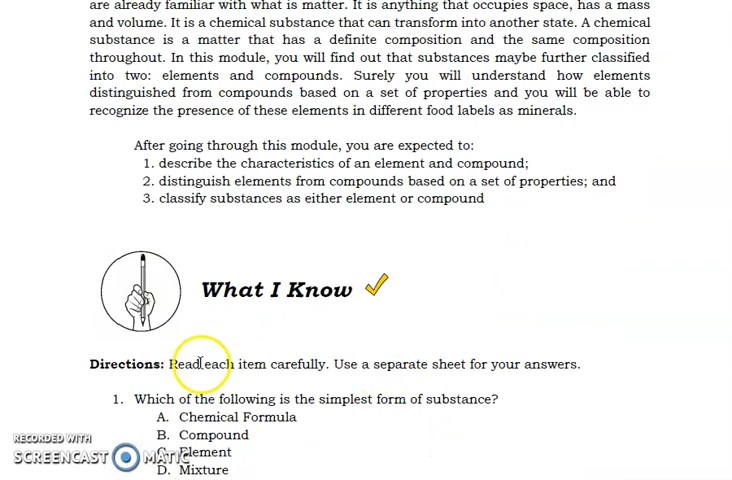 are already familiar with what is matter. It is anything that occupies space, has a mass
and volume. It is a chemical substance that can transform into another state. A chemical
substance is a matter that has a definite composition and the same composition
throughout. In this module, you will find out that substances maybe further classified
into two: elements and compounds. Surely you will understand how elements
distinguished from compounds based on a set of properties and you will be able to
recognize the presence of these elements in different food labels as minerals.
After going through this module, you are expected to:
1. describe the characteristics of an element and compound;
2. distinguish elements from compounds based on a set of properties; and
3. classify substances as either element or compound
What I Know
Directions: Read each item carefully. Use a separate sheet for your answers.
1. Which of the following is the simplest form of substance?
A. Chemical Formula
B. Compound
C. Element
D. Mixture
RECORDED WITH
SCREENCAST MATIC